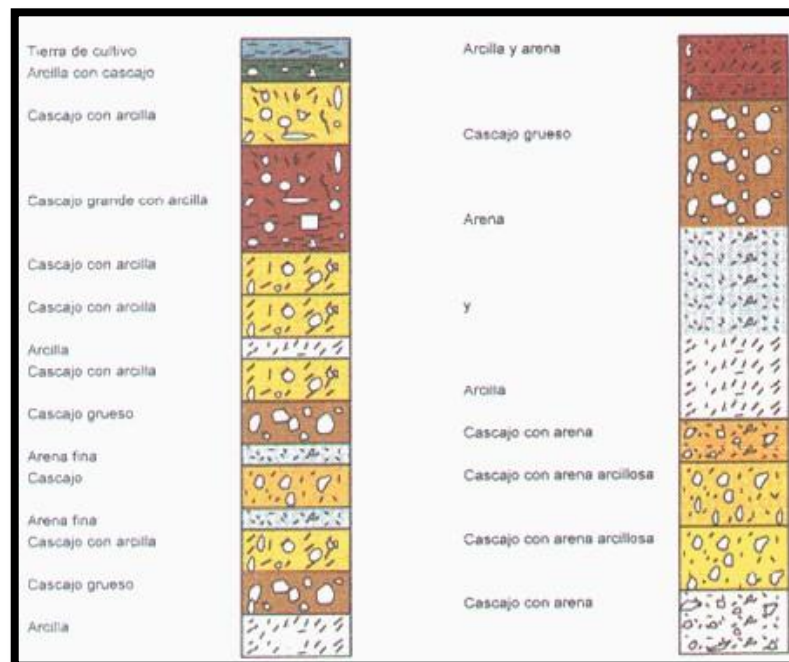 Tierra de cultivo
Arcilla con cascajo
Cascajo con arcilla
Cascajo grande con arcilla
Cascajo con arcilla
Cascajo con arcilla
Arcilla
Cascajo con arcilla
Cascajo grueso
Arena fina
Cascajo
Arena fina
Cascajo con arcilla
Cascajo grueso
Arcilla
Arcilla y arena
Cascajo grueso
Arena
y
Arcilla
Cascajo con arena
Cascajo con arena arcillosa
Cascajo con arena arcillosa
Cascajo con arena